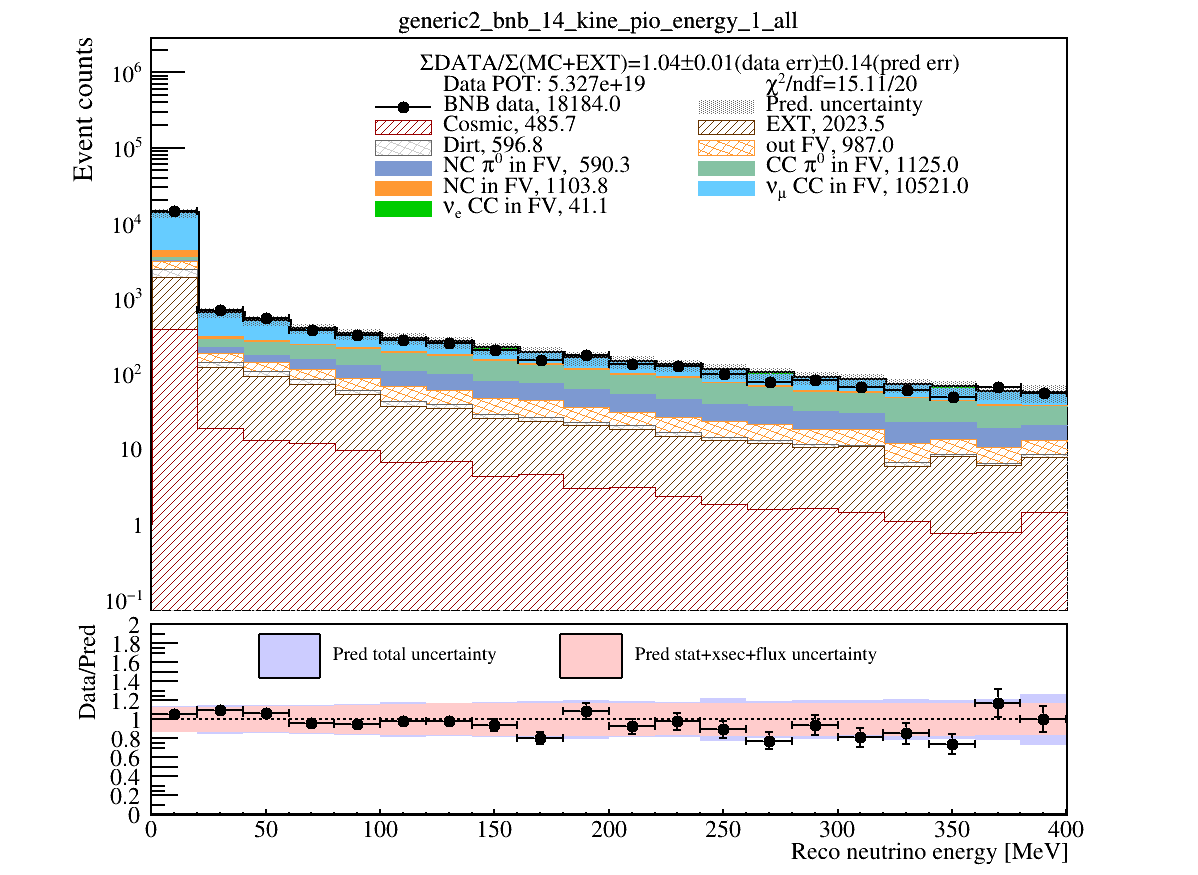 generic2_bnb_14_kine_pio_energy_1_all
Event counts
ΣDATA/Σ(MC+EXT)=1.04±0.01(data err)±0.14(pred err)
Data POT: 5.327e+19
χ²/ndf=15.11/20
BNB data, 18184.0
Pred. uncertainty
Cosmic, 485.7
EXT, 2023.5
Dirt, 596.8
out FV, 987.0
NC π⁰ in FV, 590.3
CC π⁰ in FV, 1125.0
NC in FV, 1103.8
νμ CC in FV, 10521.0
νe CC in FV, 41.1
10⁶
10⁵
10⁴
10³
10²
10
1
10⁻¹
Data/Pred
Pred total uncertainty
Pred stat+xsec+flux uncertainty
2
1.8
1.6
1.4
1.2
1
0.8
0.6
0.4
0.2
0
0 50 100 150 200 250 300 350 400
Reco neutrino energy [MeV]